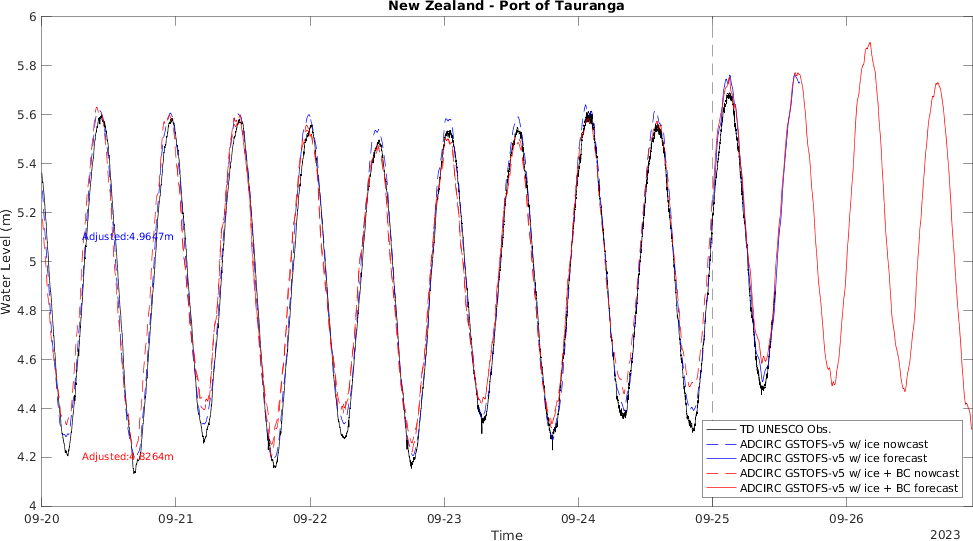 New Zealand - Port of Tauranga
6
5.8
5.6
5.4
5.2
5
4.8
4.6
4.4
4.2
4
Water Level (m)
Adjusted:4.9647m
Adjusted:4.8264m
TD UNESCO Obs.
ADCIRC GSTOFS-v5 w/ ice nowcast
ADCIRC GSTOFS-v5 w/ ice forecast
ADCIRC GSTOFS-v5 w/ ice + BC nowcast
ADCIRC GSTOFS-v5 w/ ice + BC forecast
09-20 09-21 09-22 09-23 09-24 09-25 09-26
Time
2023